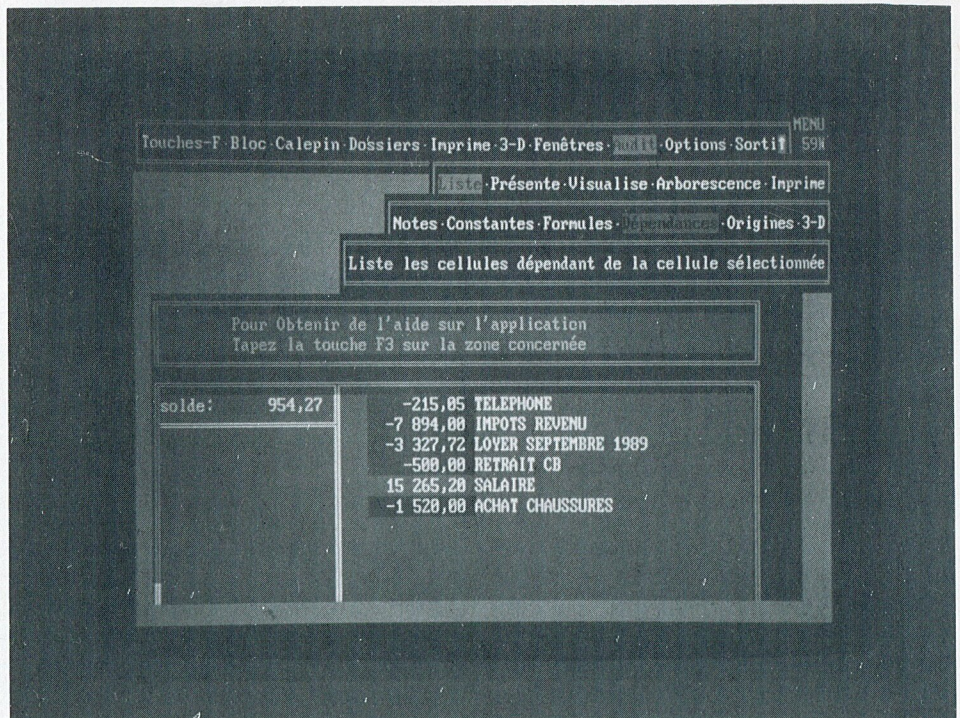 MENU
Touches-F·Bloc·Calepin·Dossiers·Imprime·3-D·Fenêtres·Audit·Options·Sortit 59%
Liste·Présente·Visualise·Arborescence·Imprime
Notes·Constantes·Formules·Dépendances·Origines·3-D
Liste les cellules dépendant de la cellule sélectionnée
Pour Obtenir de l'aide sur l'application
Tapez la touche F3 sur la zone concernée
solde: 954,27
-215,05 TELEPHONE
-7 894,00 IMPOTS REVENU
-3 327,72 LOYER SEPTEMBRE 1989
-500,00 RETRAIT CB
15 265,20 SALAIRE
-1 520,00 ACHAT CHAUSSURES